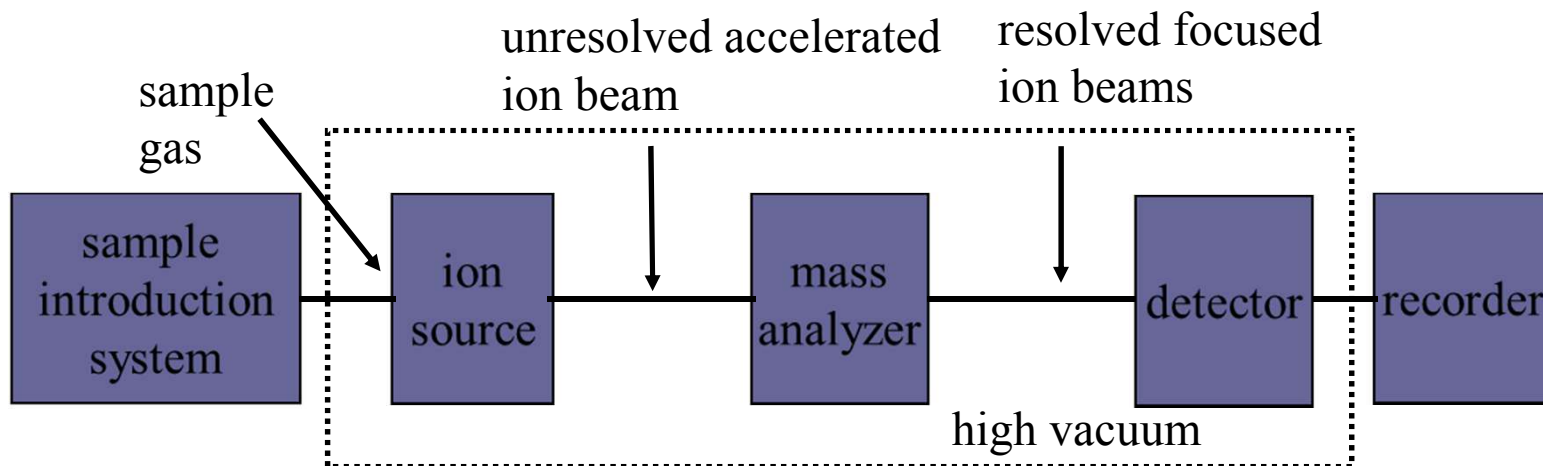 unresolved accelerated
ion beam
resolved focused
ion beams
sample
gas
sample
introduction
system
ion
source
mass
analyzer
detector
recorder
high vacuum